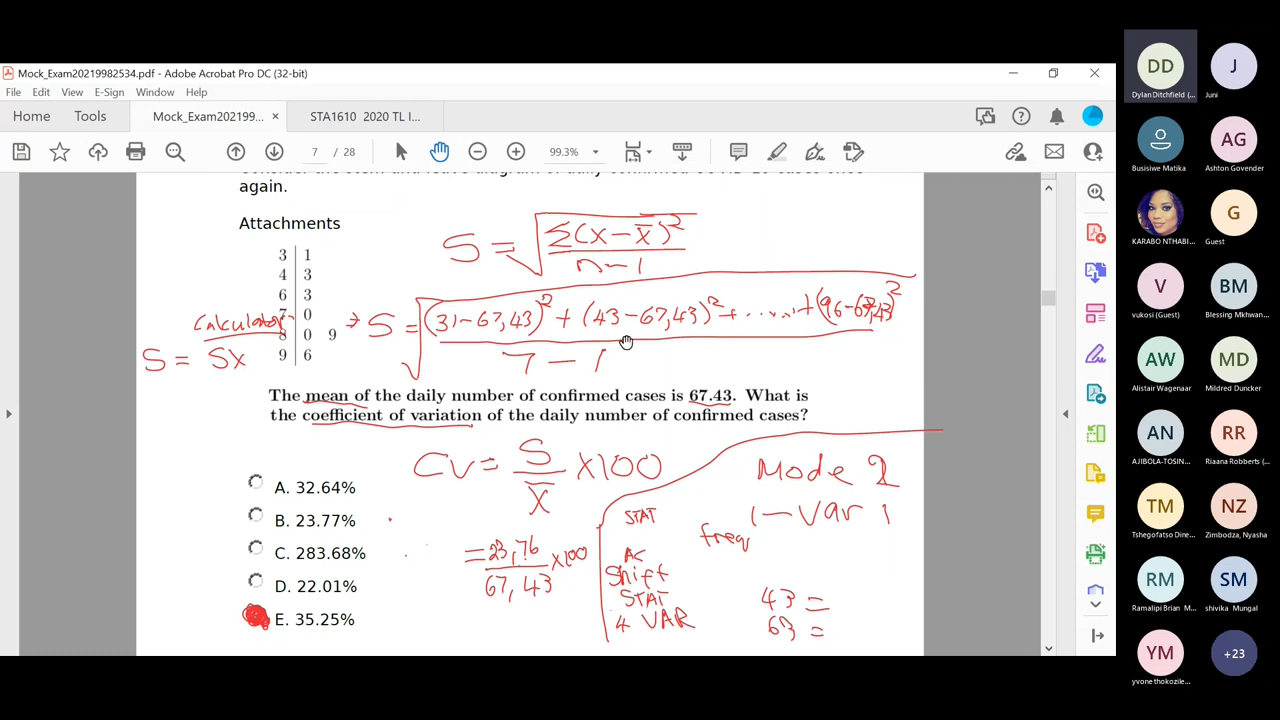 Mock_Exam20219982534.pdf - Adobe Acrobat Pro DC (32-bit)
File Edit View E-Sign Window Help
Home Tools Mock_Exam202199... × STA1610 2020 TL I...
7 / 28 99.3%
again.
Attachments
3 | 1
4 | 3
6 | 3
7 | 0
8 | 0 9
9 | 6
S = √Σ(x-x̄)²
n-1
Calculator → S = √(31-67,43)² + (43-67,43)² + ...... + (96-67,43)²
7 - 1
S = Sx
The mean of the daily number of confirmed cases is 67.43. What is
the coefficient of variation of the daily number of confirmed cases?
CV = S/x̄ ×100
= 23,76/67,43 ×100
A. 32.64%
B. 23.77%
C. 283.68%
D. 22.01%
E. 35.25%
Mode 2
STAT 1-Var 1
freq
AC
Shift
STAT
4 VAR
43 =
63 =
DD J
Dylan Ditchfield (... Juni
AG
Busisiwe Matika Ashton Govender
G
KARABO NTHABI... Guest
V BM
vukosi (Guest) Blessing Mkhwan...
AW MD
Alistair Wagenaar Mildred Duncker
AN RR
AJIBOLA-TOSIN... Riaana Robberts (...
TM NZ
Tshegofatso Dire... Zimbodza, Nyasha
RM SM
Ramalipi Brian M... shivika Mungal
YM +23
yvone thokozile...